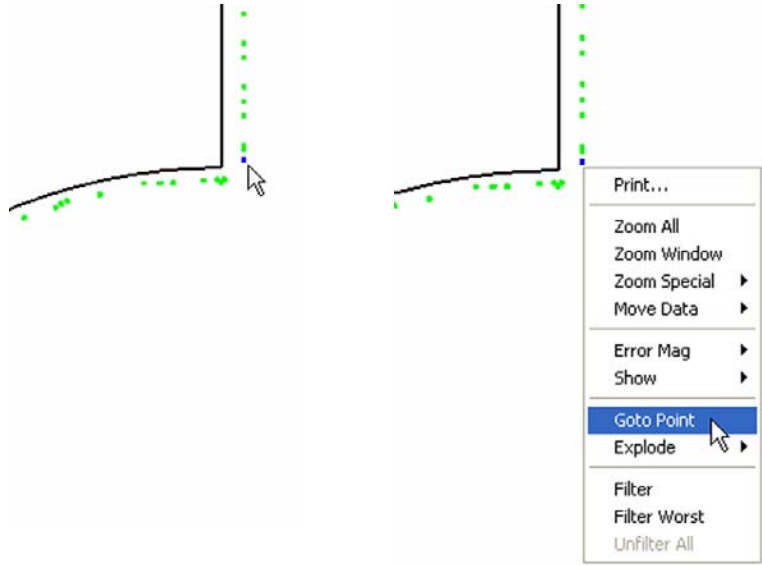 Print...
Zoom All
Zoom Window
Zoom Special
Move Data
Error Mag
Show
Goto Point
Explode
Filter
Filter Worst
Unfilter All